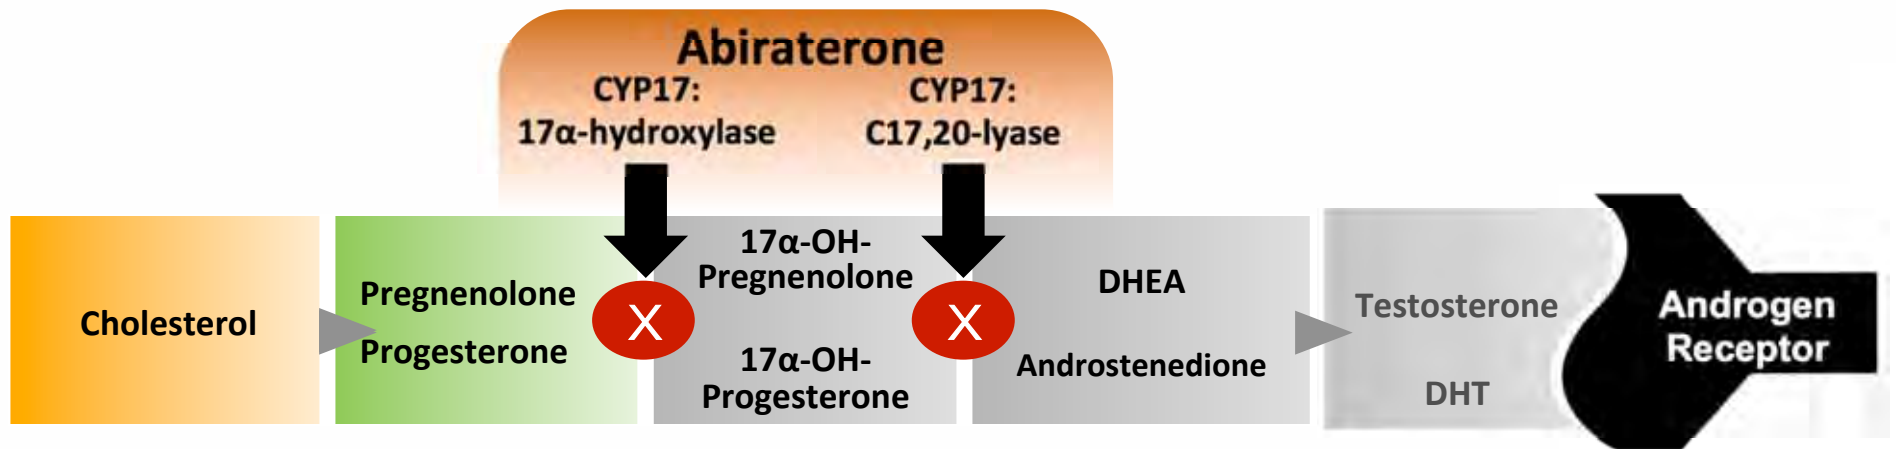 Abiraterone
CYP17:
17α-hydroxylase
CYP17:
C17,20-lyase
Cholesterol
Pregnenolone
Progesterone
X
17α-OH-
Pregnenolone
17α-OH-
Progesterone
X
DHEA
Androstenedione
Testosterone
DHT
Androgen
Receptor